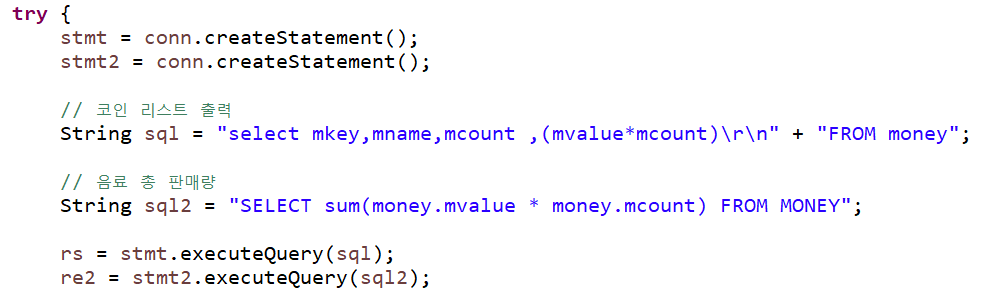 try {
stmt = conn.createStatement();
stmt2 = conn.createStatement();
// 코인 리스트 출력
String sql = "select mkey,mname,mcount ,(mvalue*mcount)\r\n" + "FROM money";
// 음료 총 판매량
String sql2 = "SELECT sum(money.mvalue * money.mcount) FROM MONEY";
rs = stmt.executeQuery(sql);
re2 = stmt2.executeQuery(sql2);